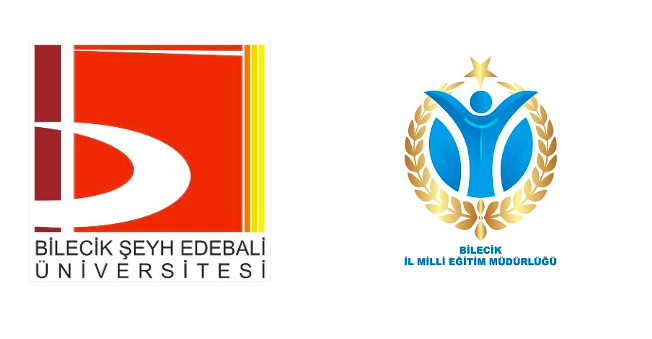 BİLECİK ŞEYH EDEBALİ
ÜNİVERSİTESİ
BİLECİK
İL MİLLİ EĞİTİM MÜDÜRLÜĞÜ